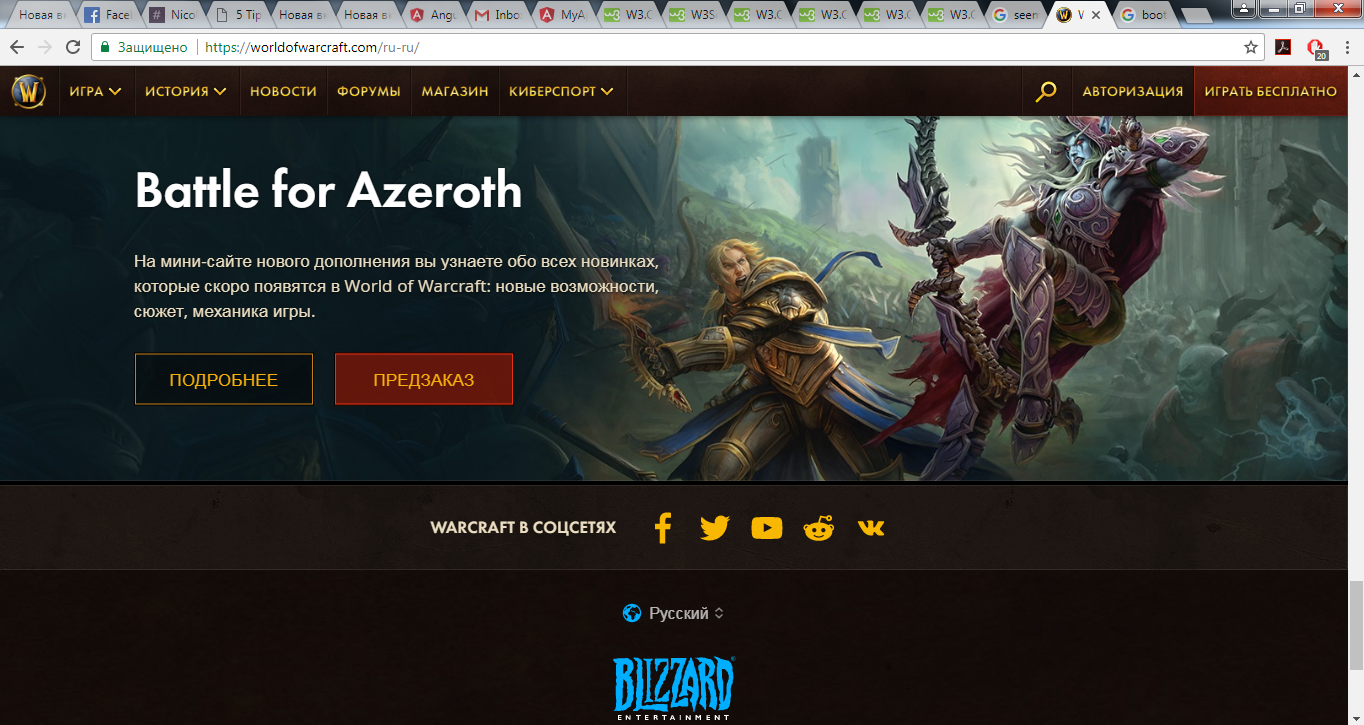 Новая вк
Facel
Nico
5 Tip
Новая вк
Новая вк
Angu
Inbo
MyA
W3.C
W3S
W3.C
W3.C
W3.C
W3.C
seen
W
boot
Защищено
https://worldofwarcraft.com/ru-ru/
20
W
ИГРА
ИСТОРИЯ
НОВОСТИ
ФОРУМЫ
МАГАЗИН
КИБЕРСПОРТ
АВТОРИЗАЦИЯ
ИГРАТЬ БЕСПЛАТНО
Battle for Azeroth
На мини-сайте нового дополнения вы узнаете обо всех новинках,
которые скоро появятся в World of Warcraft: новые возможности,
сюжет, механика игры.
ПОДРОБНЕЕ
ПРЕДЗАКАЗ
WARCRAFT В СОЦСЕТЯХ
Русский
BLIZZARD
ENTERTAINMENT